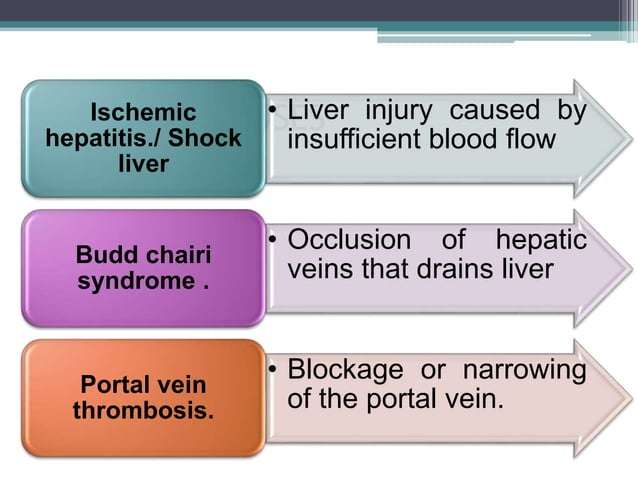 Ischemic
hepatitis./ Shock
liver
• Liver injury caused by
insufficient blood flow
Budd chairi
syndrome .
• Occlusion of hepatic
veins that drains liver
Portal vein
thrombosis.
• Blockage or narrowing
of the portal vein.